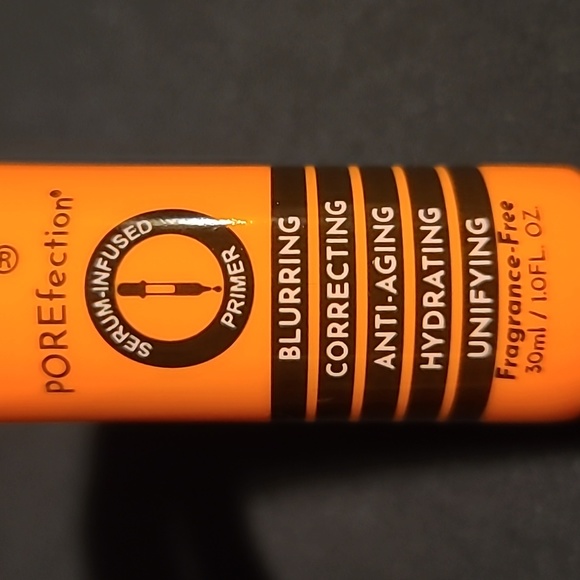 ®
POREfection®
SERUM-INFUSED
PRIMER
BLURRING
CORRECTING
ANTI-AGING
HYDRATING
UNIFYING
Fragrance-Free
30ml / 1.0FL. OZ.